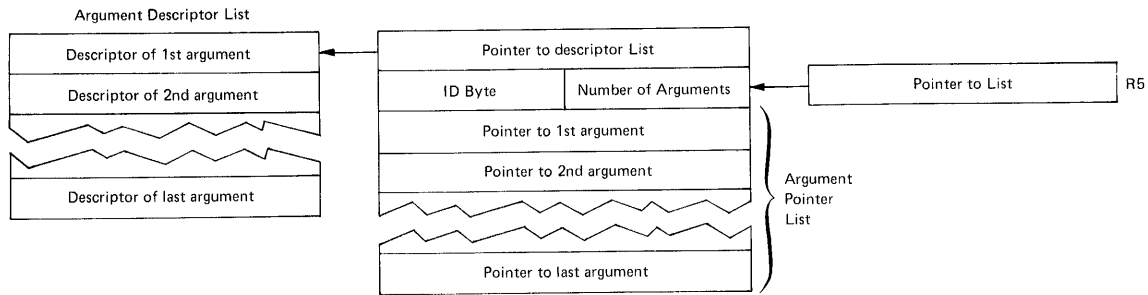 Argument Descriptor List
Descriptor of 1st argument
Descriptor of 2nd argument
Descriptor of last argument
Pointer to descriptor List
ID Byte
Number of Arguments
Pointer to 1st argument
Pointer to 2nd argument
Pointer to last argument
Pointer to List
R5
Argument
Pointer
List